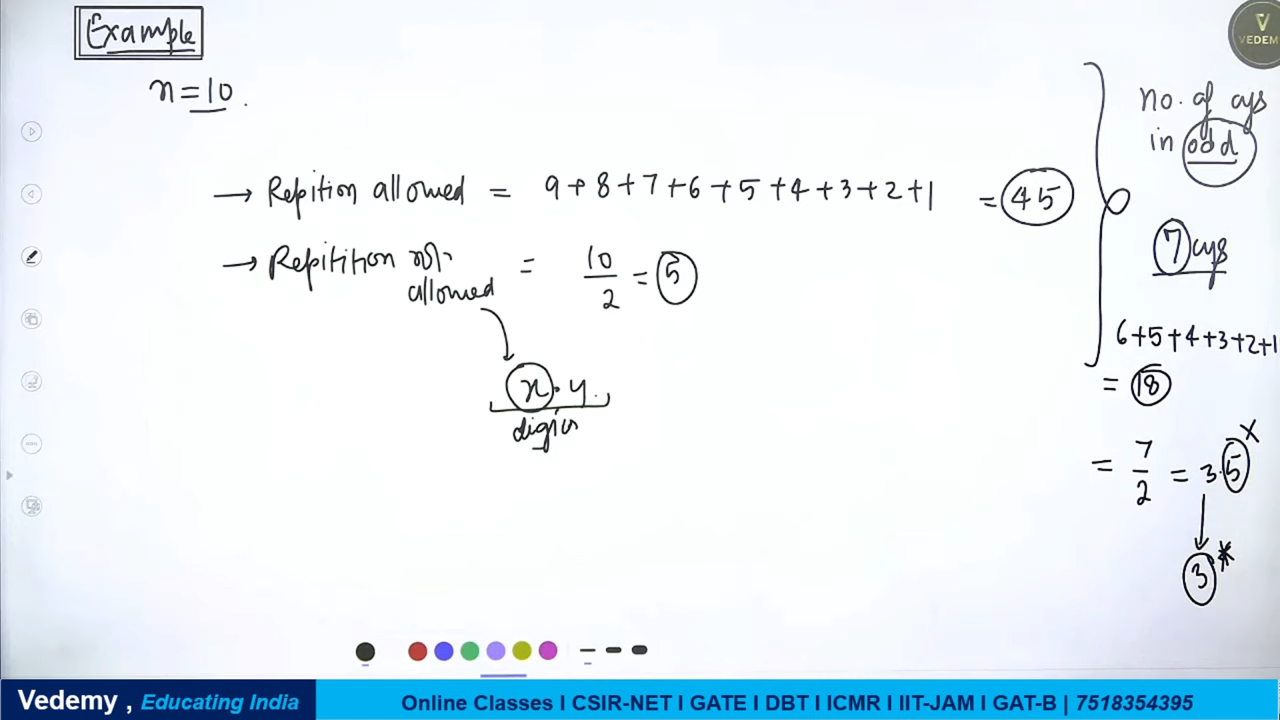 Example
n = 10.
→ Repition allowed = 9+8+7+6+5+4+3+2+1 = 45
→ Repitition not allowed = 10/2 = 5
x.y.
digits
no. of cys
in odd
7 cys
6+5+4+3+2+1
= 18
= 7/2 = 3.5 x
3*
V
VEDEM
Vedemy , Educating India
Online Classes I CSIR-NET I GATE I DBT I ICMR I IIT-JAM I GAT-B | 7518354395